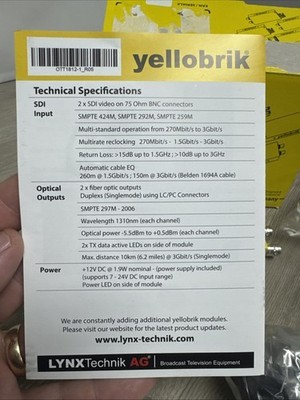 OTT1812-1_R05
yellobrik®
Technical Specifications
SDI Input
2 x SDI video on 75 Ohm BNC connectors
SMPTE 424M, SMPTE 292M, SMPTE 259M
Multi-standard operation from 270Mbit/s to 3Gbit/s
Multirate reclocking 270Mbit/s - 1.5Gbit/s - 3Gbit/s
Return Loss: >15dB up to 1.5GHz ; >10dB up to 3GHz
Automatic cable EQ
260m @ 1.5Gbit/s ; 150m @ 3Gbit/s (Belden 1694A cable)
Optical Outputs
2 x fiber optic outputs
Duplexs (Singlemode) using LC/PC Connectors
SMPTE 297M - 2006
Wavelength 1310nm (each channel)
Optical power -5.5dBm to +0.5dBm (each channel)
2x TX data active LEDs on side of module
Max. distance 10km (6.2 miles) @ 3Gbit/s (Singlemode)
Power
+12V DC @ 1.9W nominal - (power supply included)
(supports 7 - 24V DC input range)
Power LED on side of module
We are constantly adding additional yellobrik modules.
Please visit our website for the latest product updates.
www.lynx-technik.com
LYNXTechnik AG
Broadcast Television Equipment